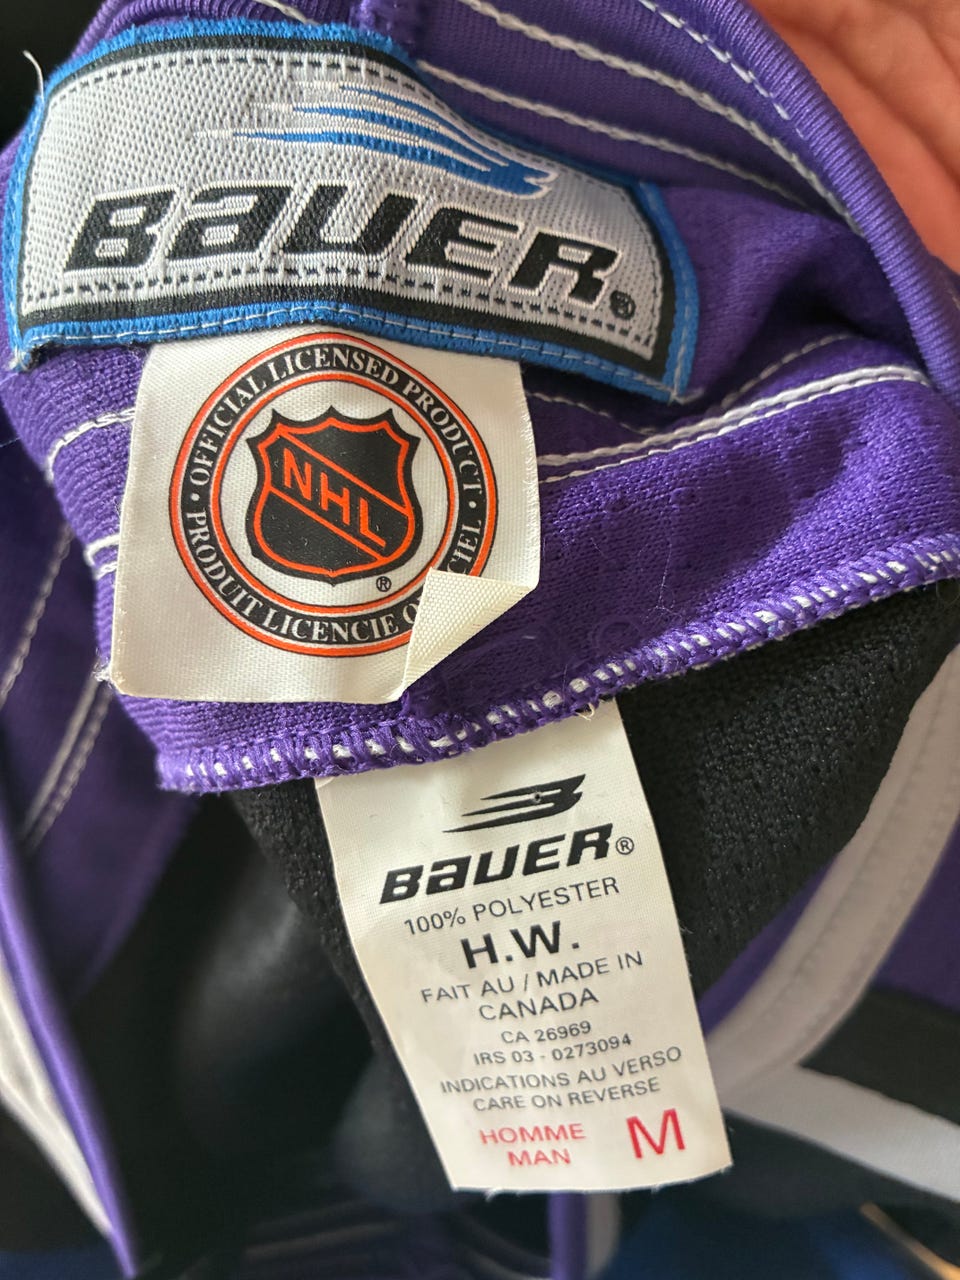 BAUER®
• OFFICIAL LICENSED PRODUCT •
NHL
®
PRODUIT LICENCIE
BAUER®
100% POLYESTER
H.W.
FAIT AU / MADE IN
CANADA
CA 26969
IRS 03 - 0273094
INDICATIONS AU VERSO
CARE ON REVERSE
HOMME
MAN
M